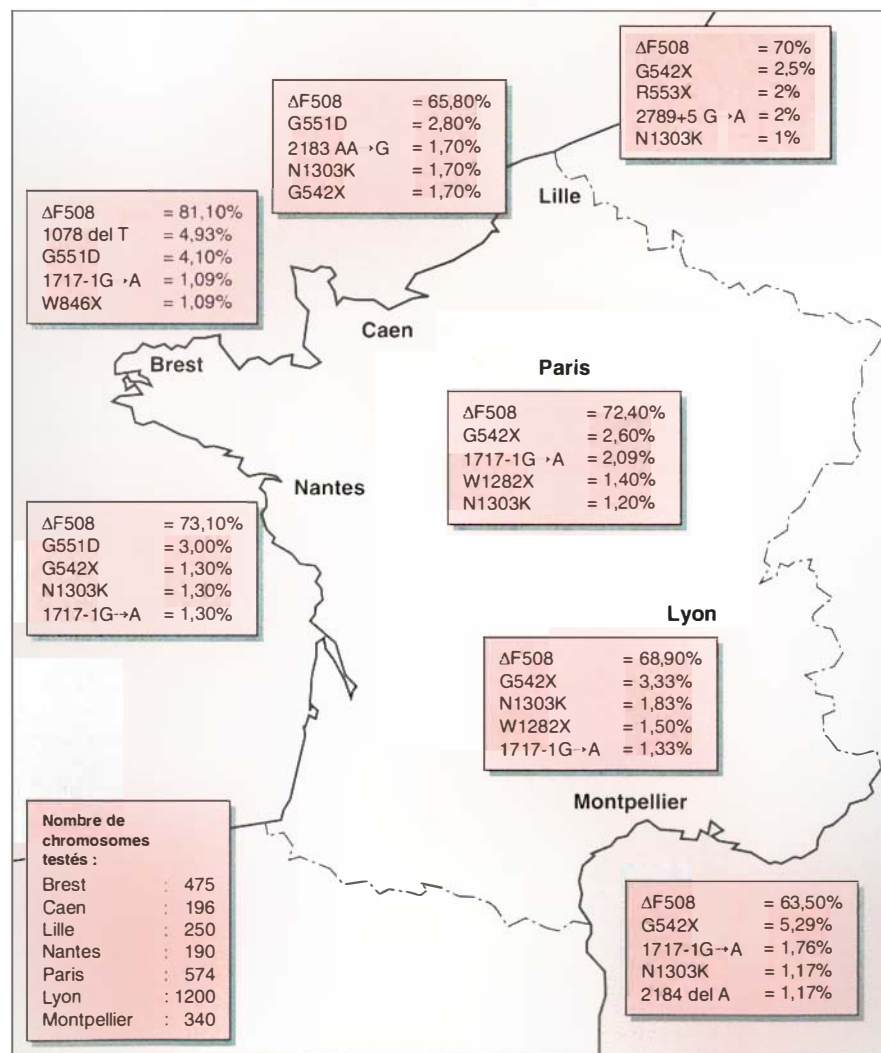 ΔF508 = 70%
G542X = 2,5%
R553X = 2%
2789+5 G→A = 2%
N1303K = 1%
Lille
ΔF508 = 65,80%
G551D = 2,80%
2183 AA→G = 1,70%
N1303K = 1,70%
G542X = 1,70%
Caen
ΔF508 = 81,10%
1078 del T = 4,93%
G551D = 4,10%
1717-1G→A = 1,09%
W846X = 1,09%
Brest
Paris
ΔF508 = 72,40%
G542X = 2,60%
1717-1G→A = 2,09%
W1282X = 1,40%
N1303K = 1,20%
Nantes
ΔF508 = 73,10%
G551D = 3,00%
G542X = 1,30%
N1303K = 1,30%
1717-1G→A = 1,30%
Lyon
ΔF508 = 68,90%
G542X = 3,33%
N1303K = 1,83%
W1282X = 1,50%
1717-1G→A = 1,33%
Montpellier
ΔF508 = 63,50%
G542X = 5,29%
1717-1G→A = 1,76%
N1303K = 1,17%
2184 del A = 1,17%
Nombre de
chromosomes
testés :
Brest : 475
Caen : 196
Lille : 250
Nantes : 190
Paris : 574
Lyon : 1200
Montpellier : 340